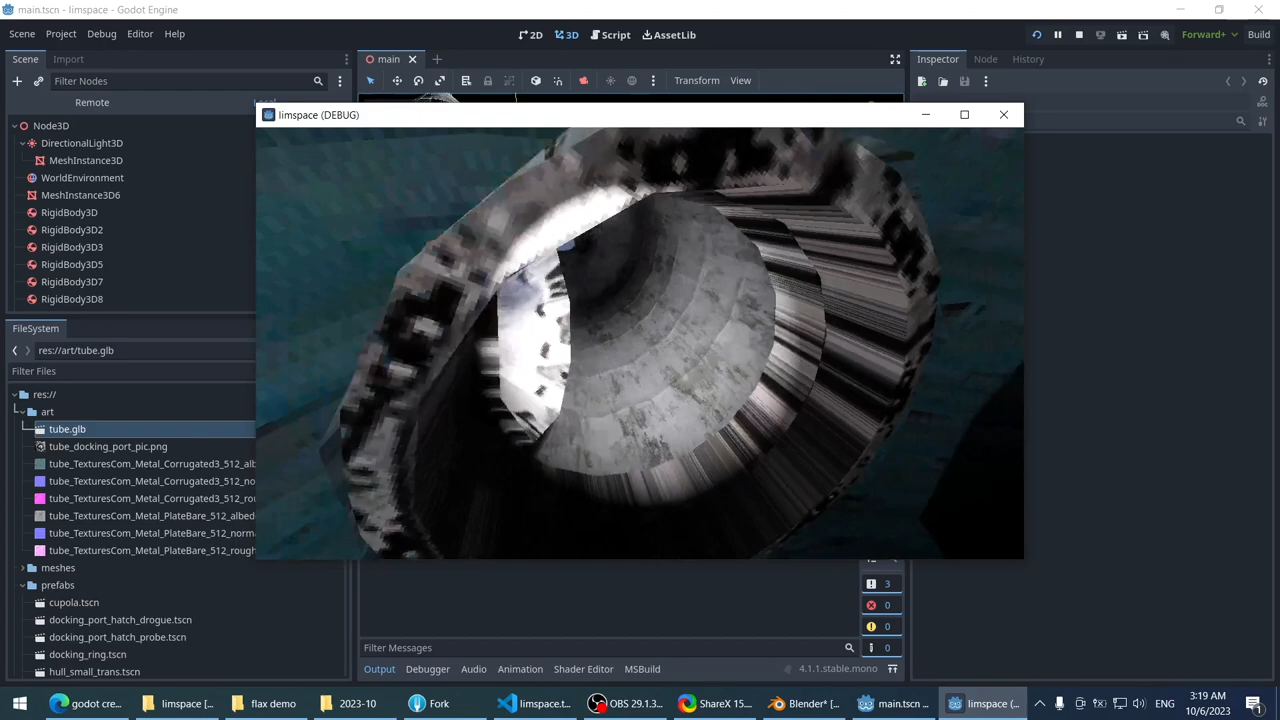 main.tscn - limspace - Godot Engine
Scene Project Debug Editor Help
2D 3D Script AssetLib
Forward+ Build
Scene Import
main
Inspector Node History
Filter Nodes
Transform View
Remote
limspace (DEBUG)
Node3D
DirectionalLight3D
MeshInstance3D
WorldEnvironment
MeshInstance3D6
RigidBody3D
RigidBody3D2
RigidBody3D3
RigidBody3D5
RigidBody3D7
RigidBody3D8
FileSystem
res://art/tube.glb
Filter Files
res://
art
tube.glb
tube_docking_port_pic.png
tube_TexturesCom_Metal_Corrugated3_512_alb
tube_TexturesCom_Metal_Corrugated3_512_no
tube_TexturesCom_Metal_Corrugated3_512_rou
tube_TexturesCom_Metal_PlateBare_512_albed
tube_TexturesCom_Metal_PlateBare_512_norm
tube_TexturesCom_Metal_PlateBare_512_rough
meshes
prefabs
cupola.tscn
docking_port_hatch_drogue.tscn
docking_port_hatch_probe.tscn
docking_ring.tscn
hull_small_trans.tscn
3
0
0
0
Filter Messages
Output Debugger Audio Animation Shader Editor MSBuild
4.1.1.stable.mono
godot cre...
limspace [...
flax demo
2023-10
Fork
limspace.t...
OBS 29.1.3...
ShareX 15....
Blender* [...
main.tscn ...
limspace (...
ENG
3:19 AM
10/6/2023
1